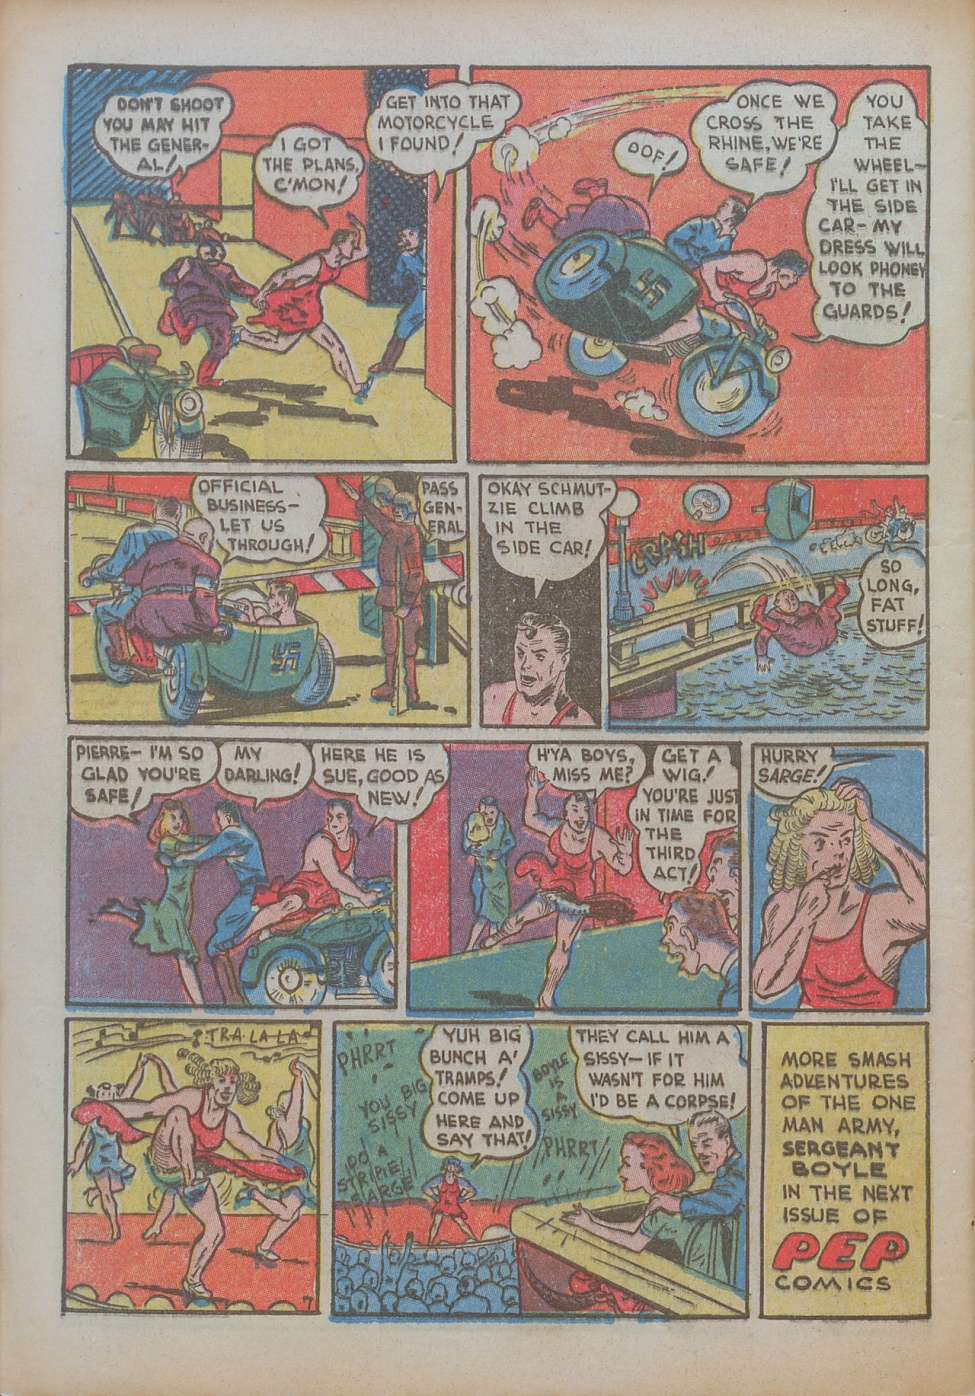 DON'T SHOOT
YOU MAY HIT
THE GENER-
AL!
I GOT
THE PLANS,
C'MON!
GET INTO THAT
MOTORCYCLE
I FOUND!
OOF!
ONCE WE
CROSS THE
RHINE, WE'RE
SAFE!
YOU
TAKE
THE
WHEEL—
I'LL GET IN
THE SIDE
CAR—MY
DRESS WILL
LOOK PHONEY
TO THE
GUARDS!
OFFICIAL
BUSINESS—
LET US
THROUGH!
PASS
GEN-
ERAL
OKAY SCHMUT-
ZIE CLIMB
IN THE
SIDE CAR!
CRASH
SO
LONG,
FAT
STUFF!
PIERRE—I'M SO
GLAD YOU'RE
SAFE!
MY
DARLING!
HERE HE IS
SUE, GOOD AS
NEW!
H'YA BOYS,
MISS ME?
GET A
WIG!
YOU'RE JUST
IN TIME FOR
THE
THIRD
ACT!
HURRY
SARGE!
TRA-LA-LA
7
PHRRT
YOU BIG
SISSY
DO A
STRIPIE,
SARGE
YUH BIG
BUNCH A'
TRAMPS!
COME UP
HERE AND
SAY THAT!
BOYLE
IS
A
SISSY
PHRRT!
THEY CALL HIM A
SISSY—IF IT
WASN'T FOR HIM
I'D BE A CORPSE!
MORE SMASH
ADVENTURES
OF THE ONE
MAN ARMY,
SERGEANT
BOYLE
IN THE NEXT
ISSUE OF
PEP
COMICS